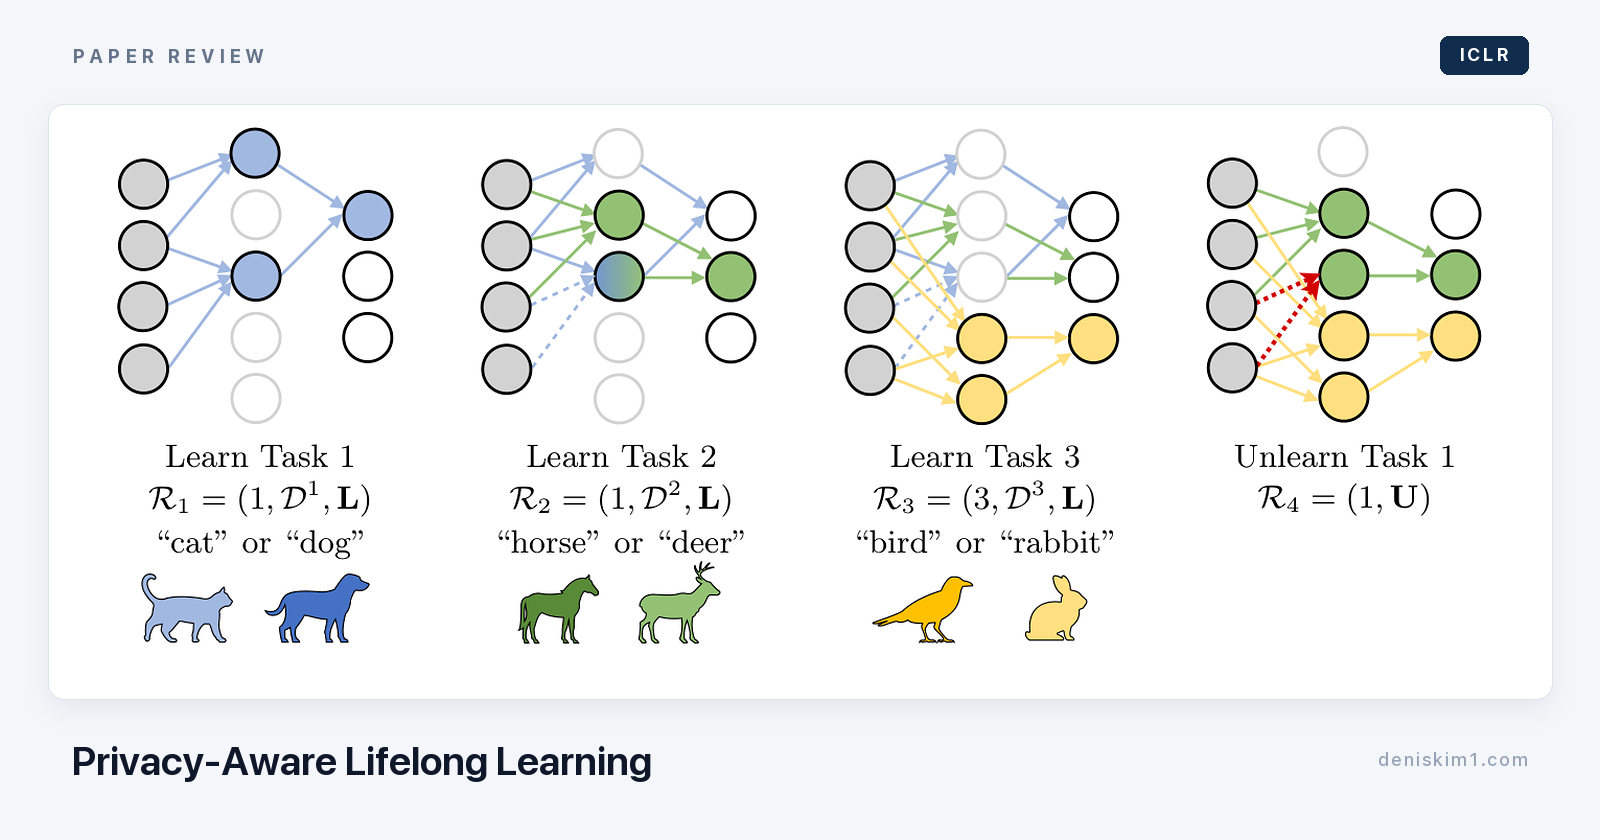 PAPER REVIEW
ICLR
Learn Task 1
ℛ₁ = (1, 𝒟¹, L)
“cat” or “dog”
Learn Task 2
ℛ₂ = (1, 𝒟², L)
“horse” or “deer”
Learn Task 3
ℛ₃ = (3, 𝒟³, L)
“bird” or “rabbit”
Unlearn Task 1
ℛ₄ = (1, U)
Privacy-Aware Lifelong Learning
deniskim1.com